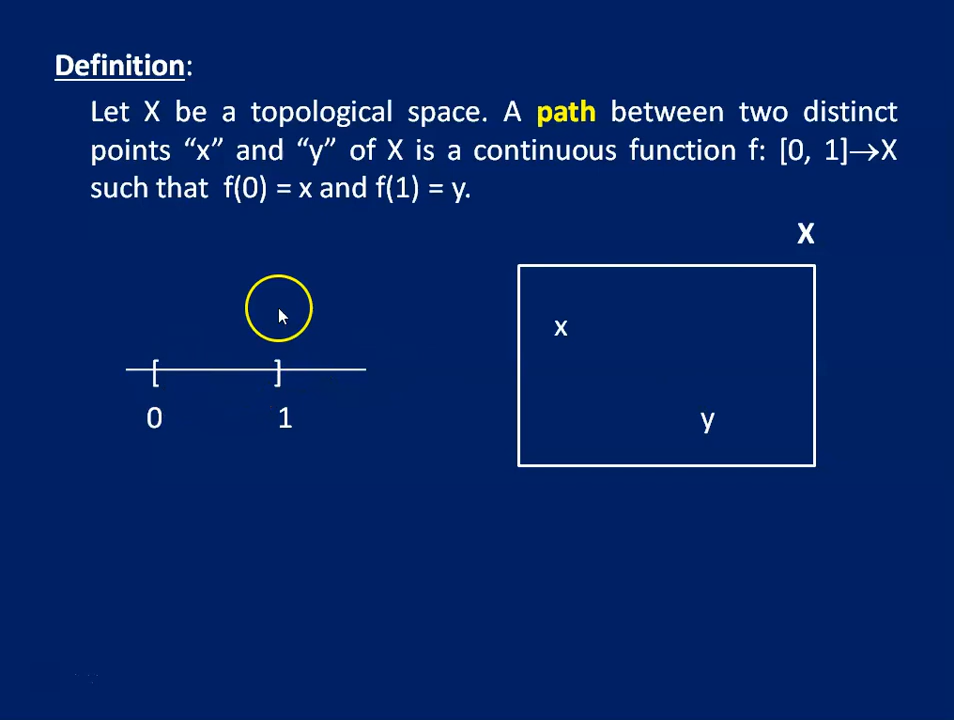 Definition:
Let X be a topological space. A path between two distinct
points “x” and “y” of X is a continuous function f: [0, 1]→X
such that f(0) = x and f(1) = y.
X
x
[ ]
0 1
y